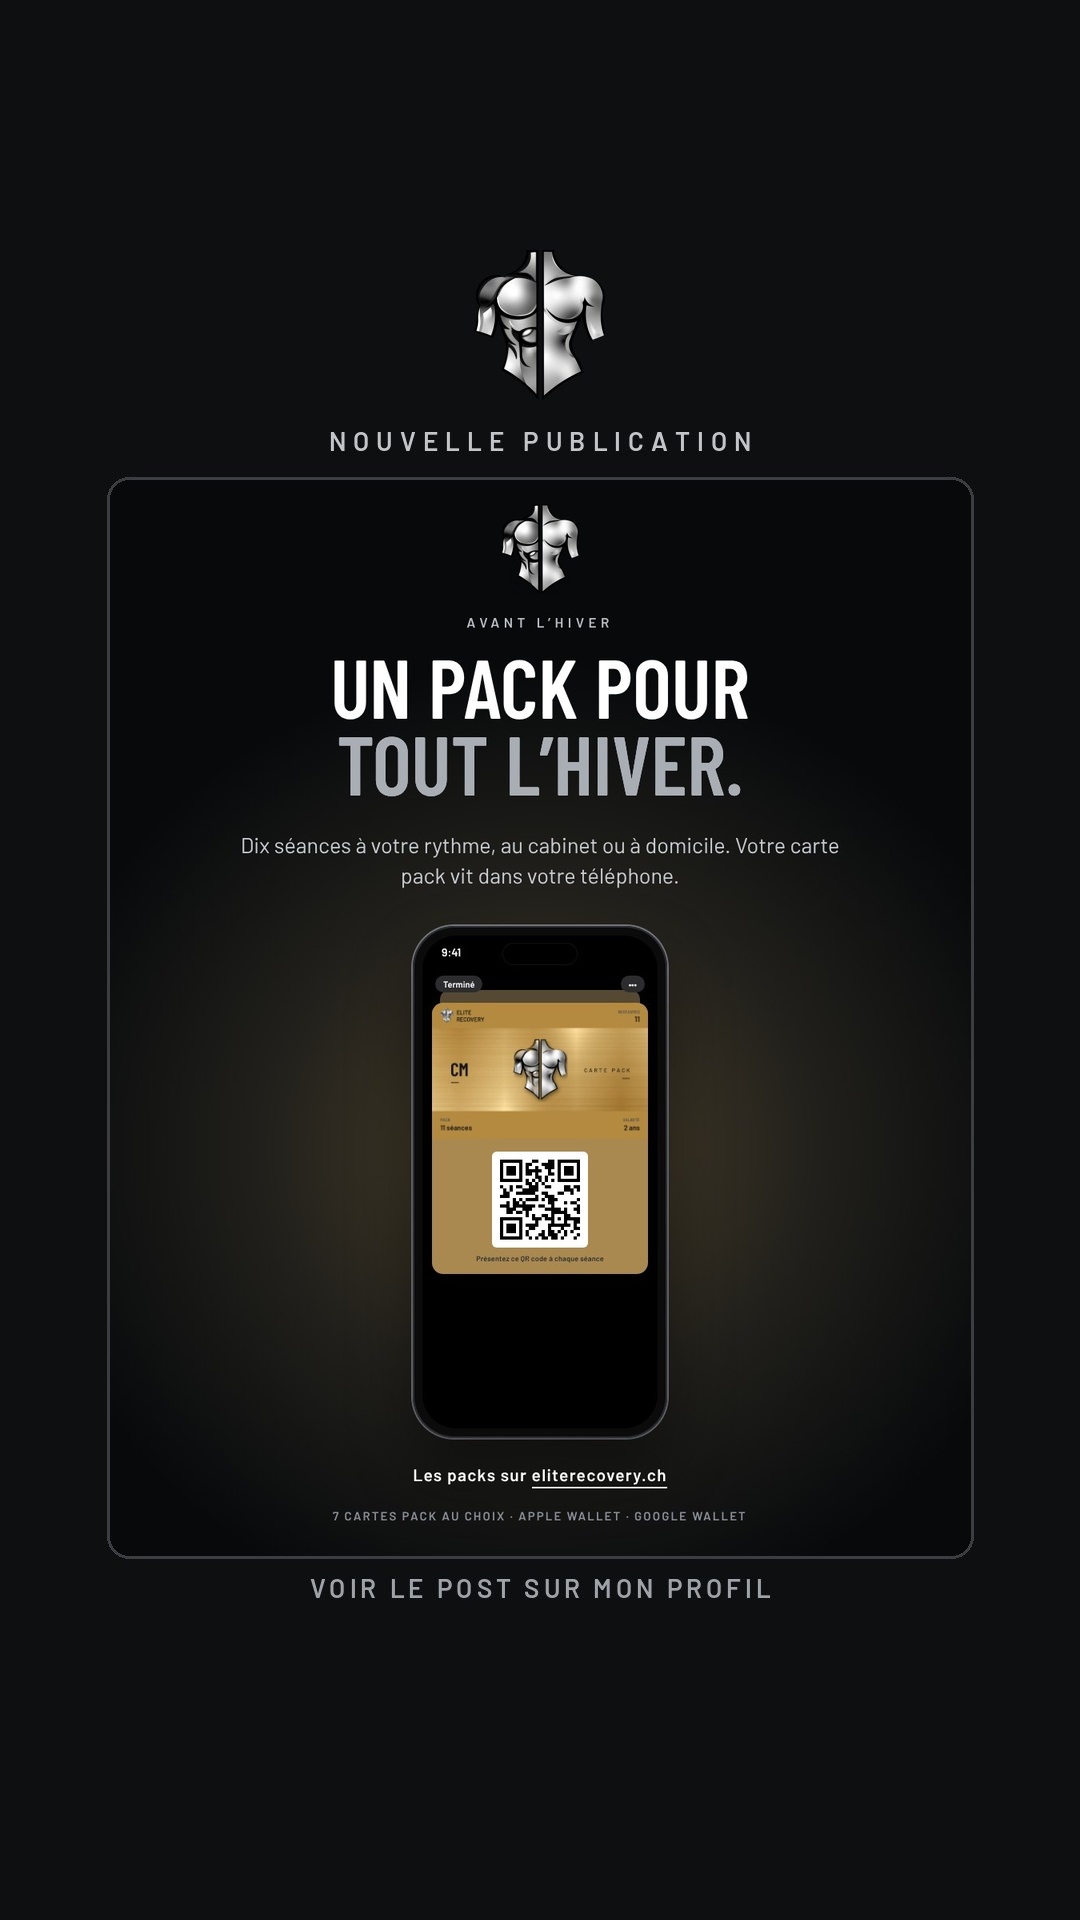 NOUVELLE PUBLICATION
AVANT L’HIVER
UN PACK POUR
TOUT L’HIVER.
Dix séances à votre rythme, au cabinet ou à domicile. Votre carte
pack vit dans votre téléphone.
9:41
Terminé
ELITE
RECOVERY
11
CM
CARTE PACK
11 séances
2 ans
Présentez ce QR code à chaque séance
Les packs sur eliterecovery.ch
7 CARTES PACK AU CHOIX · APPLE WALLET · GOOGLE WALLET
VOIR LE POST SUR MON PROFIL